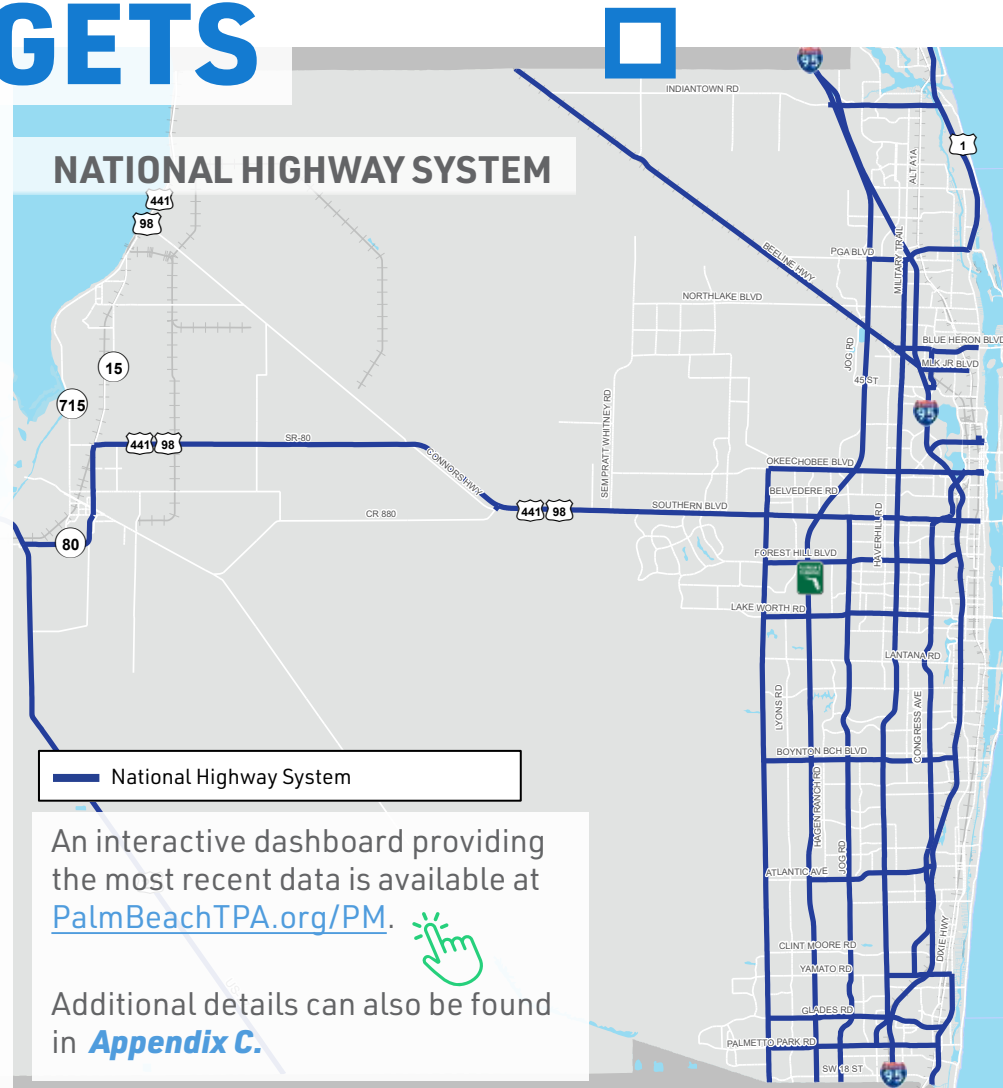 GETS
NATIONAL HIGHWAY SYSTEM
95
INDIANTOWN RD
1
ALT A1A
441
98
MILITARY TRAIL
PGA BLVD
BEELINE HWY
NORTHLAKE BLVD
BLUE HERON BLVD
JOG RD
MLK JR BLVD
15
45 ST
715
95
SEM PRATT WHITNEY RD
441 98
SR-80
CONNORS HWY
OKEECHOBEE BLVD
BELVEDERE RD
441 98
SOUTHERN BLVD
CR 880
HAVERHILL RD
80
FOREST HILL BLVD
LAKE WORTH RD
LANTANA RD
LYONS RD
CONGRESS AVE
BOYNTON BCH BLVD
HAGEN RANCH RD
JOG RD
ATLANTIC AVE
DIXIE HWY
CLINT MOORE RD
YAMATO RD
GLADES RD
PALMETTO PARK RD
SW 18 ST
95
National Highway System
An interactive dashboard providing
the most recent data is available at
PalmBeachTPA.org/PM.
Additional details can also be found
in Appendix C.